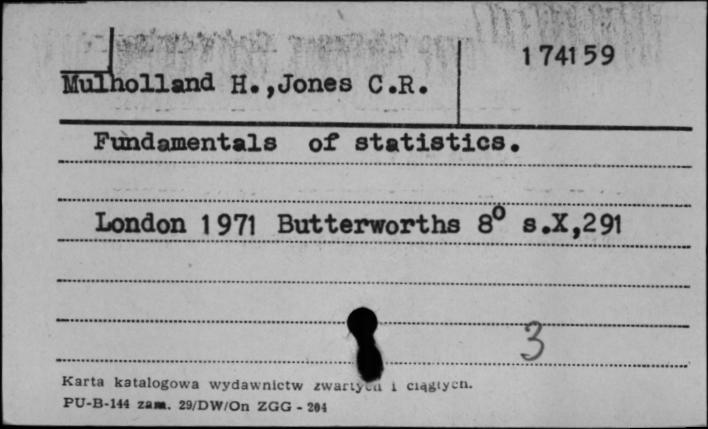 174159
Mulholland H.,Jones C.R.
Fundamentals of statistics.
London 1971 Butterworths 8° s.X,291
3
Karta katalogowa wydawnictw zwartych i ciągłych.
PU-B-144 zam. 29/DW/On ZGG - 204